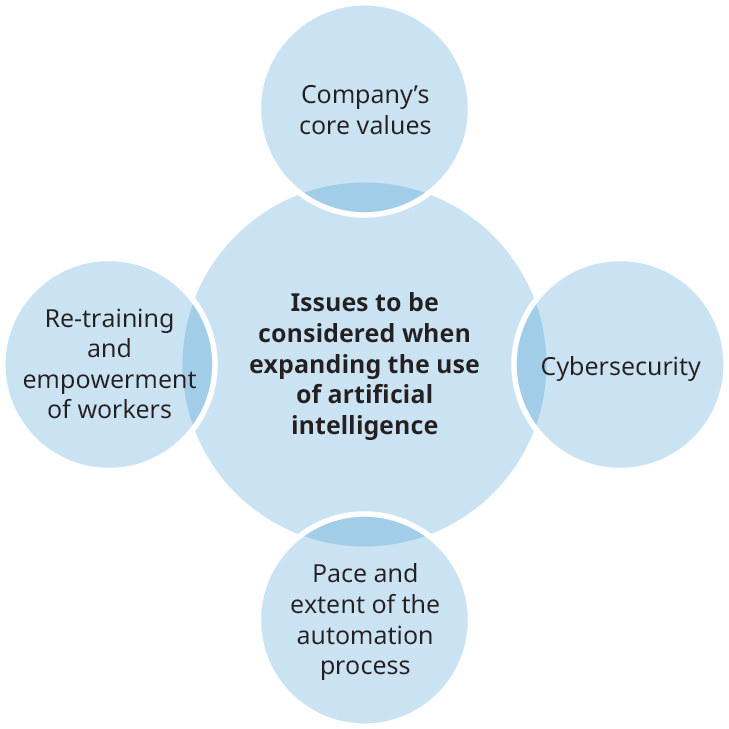 Company’s
core values
Re-training
and
empowerment
of workers
Issues to be
considered when
expanding the use
of artificial
intelligence
Cybersecurity
Pace and
extent of the
automation
process